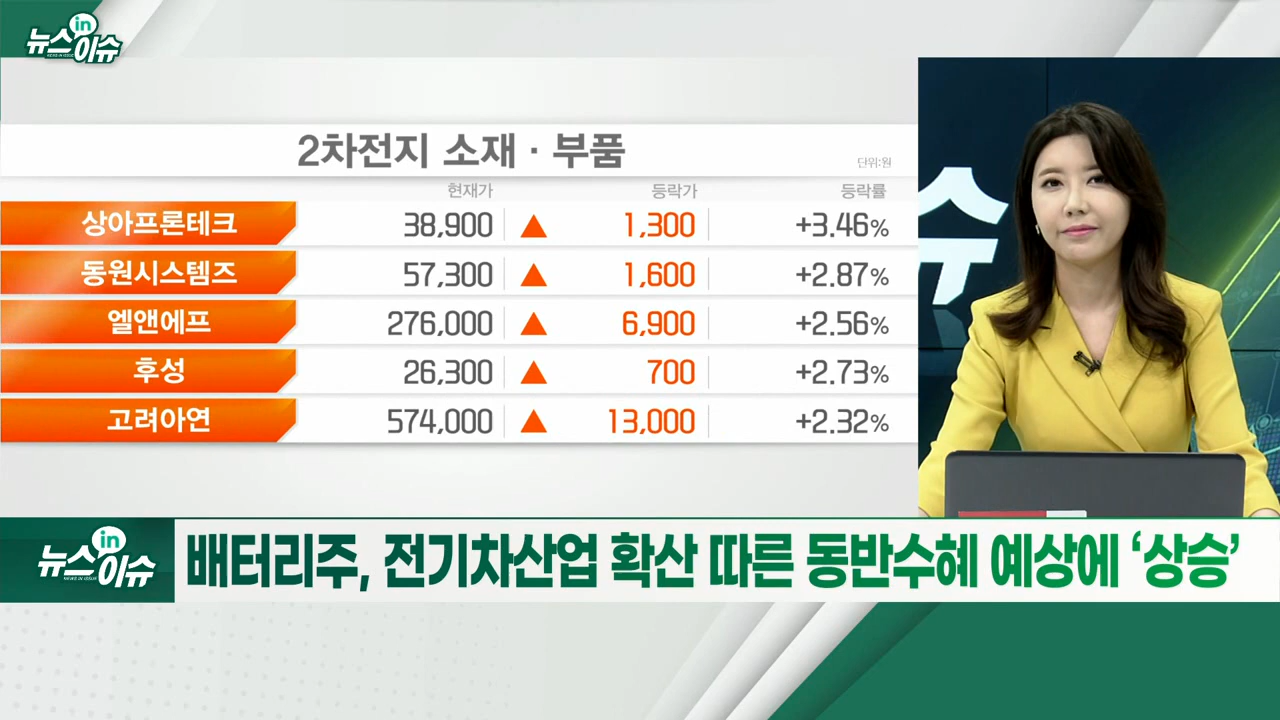 뉴스in이슈
2차전지 소재 · 부품
단위:원
현재가 등락가 등락률
상아프론테크 38,900 ▲ 1,300 +3.46%
동원시스템즈 57,300 ▲ 1,600 +2.87%
엘앤에프 276,000 ▲ 6,900 +2.56%
후성 26,300 ▲ 700 +2.73%
고려아연 574,000 ▲ 13,000 +2.32%
슈
뉴스in이슈
NEWS IN ISSUE
배터리주, 전기차산업 확산 따른 동반수혜 예상에 ‘상승’